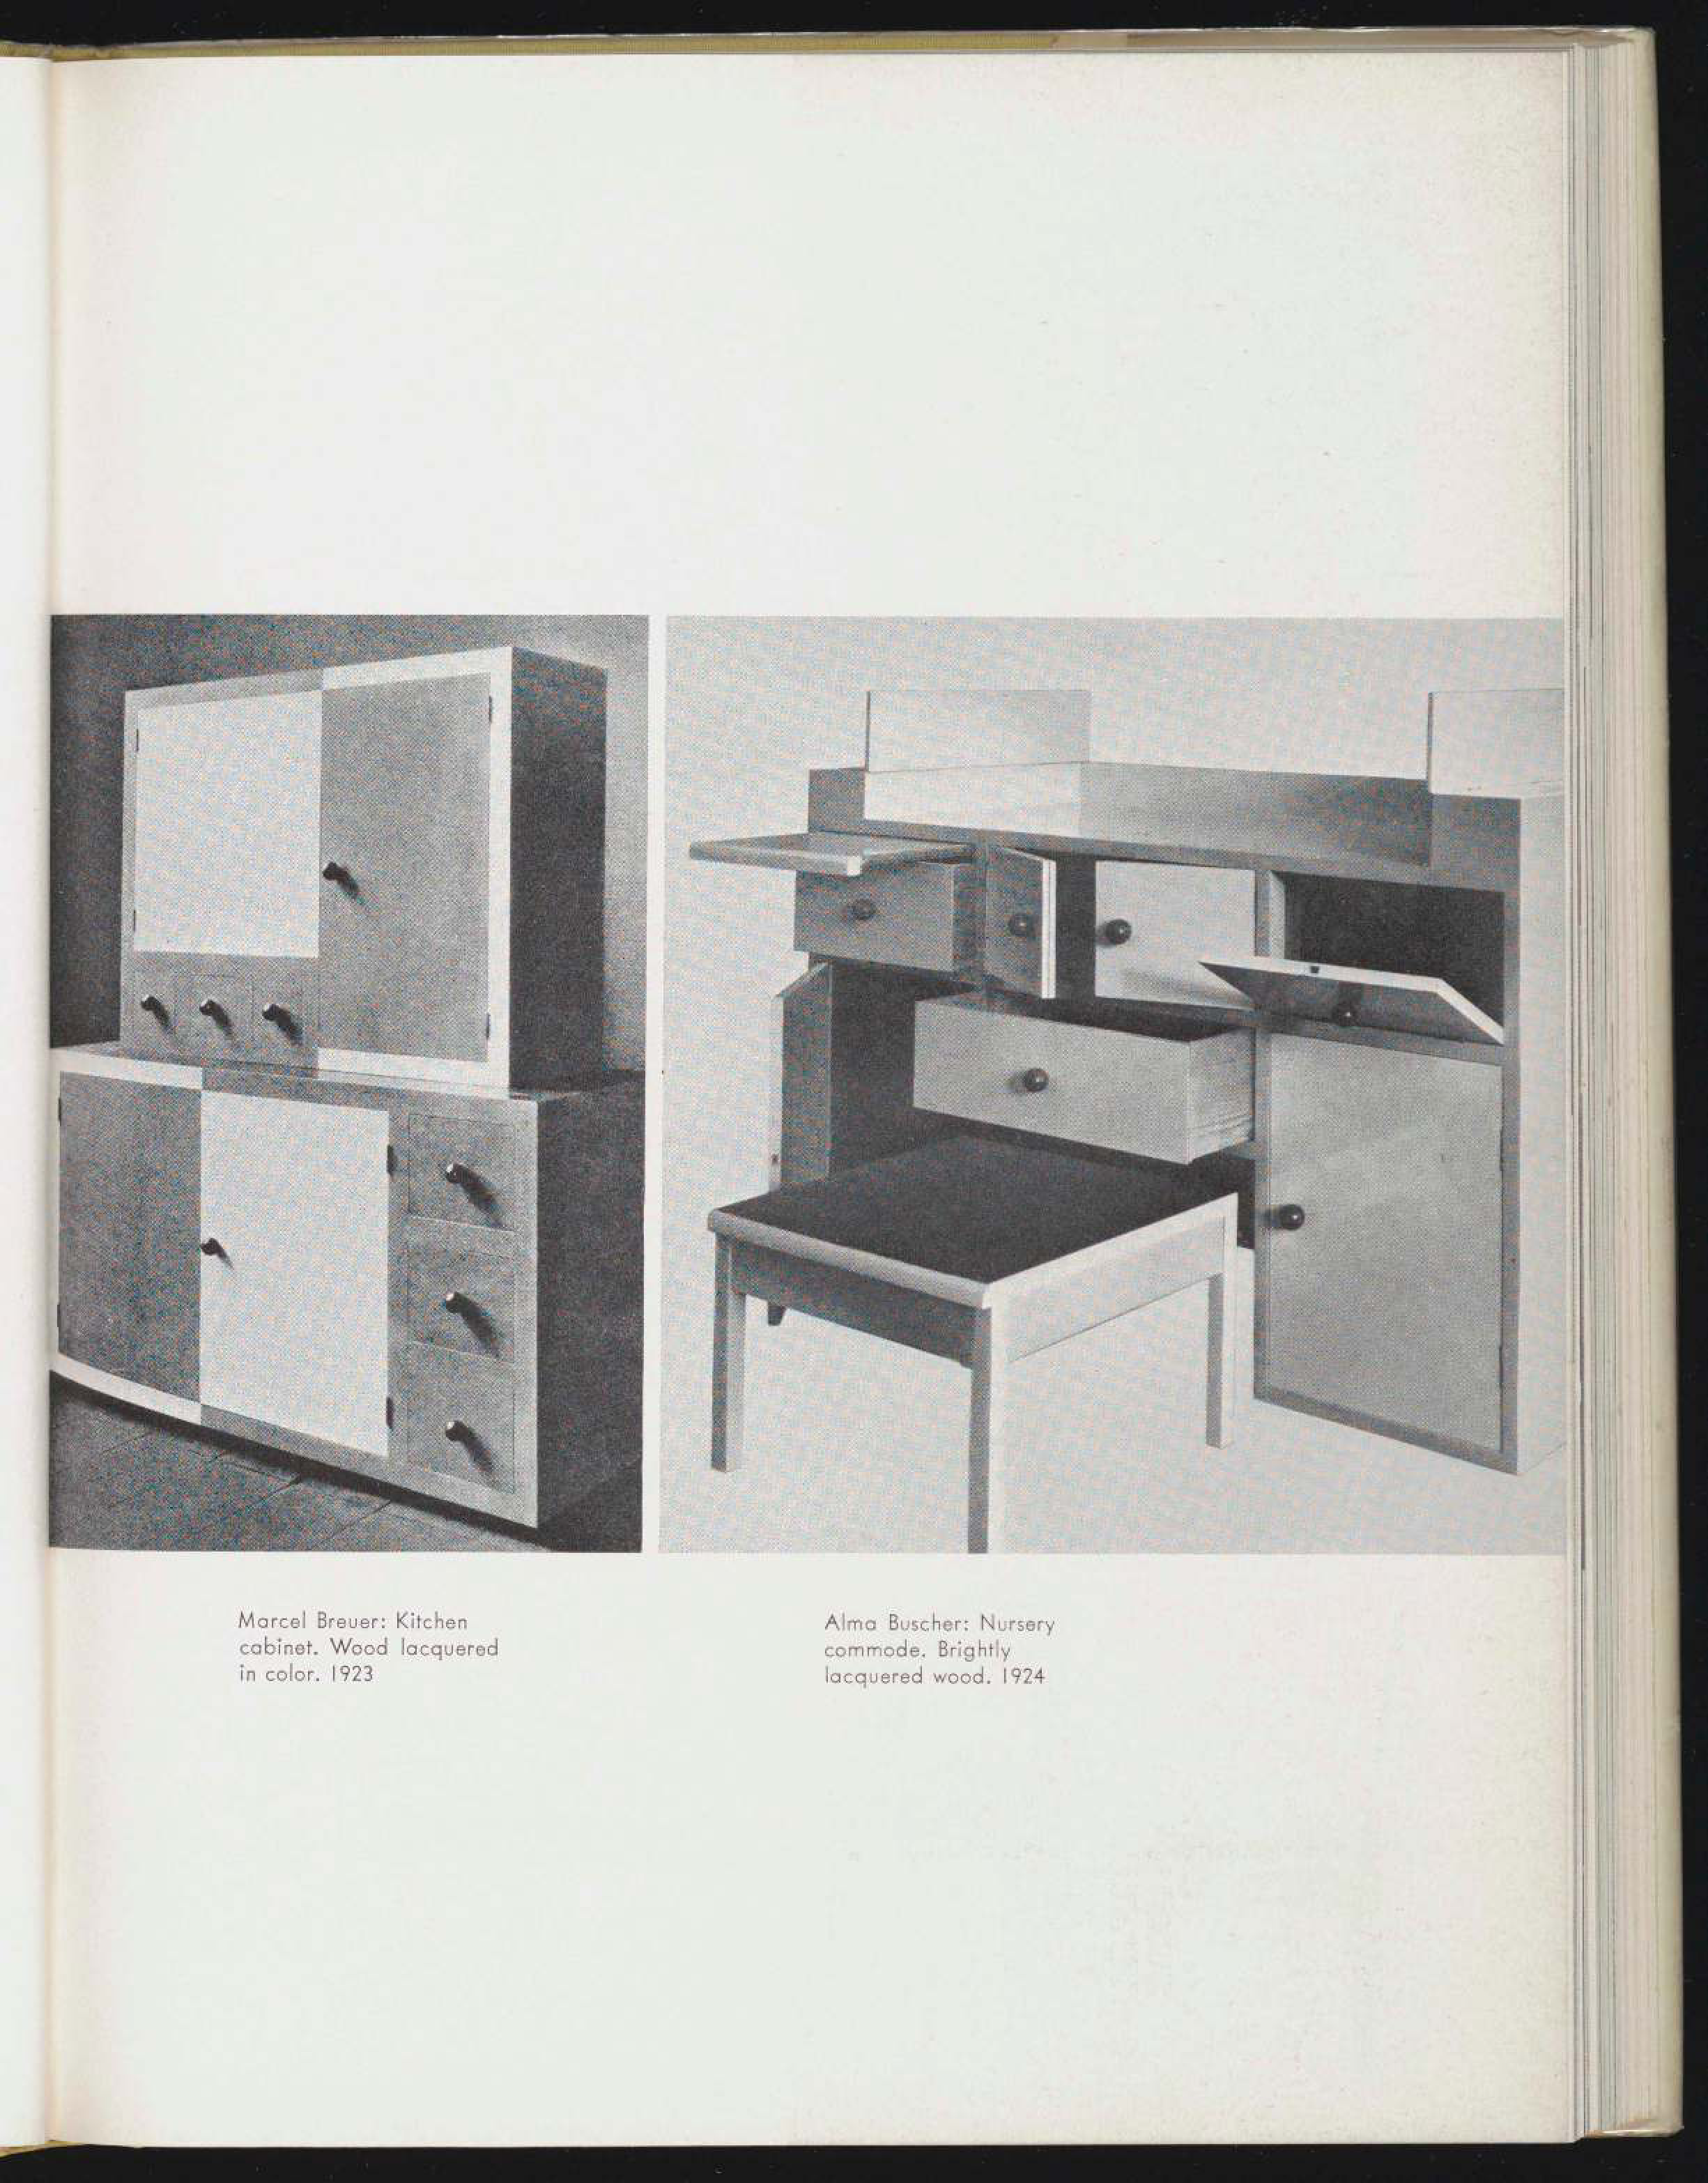 Marcel Breuer: Kitchen
cabinet. Wood lacquered
in color. 1923
Alma Buscher: Nursery
commode. Brightly
lacquered wood. 1924